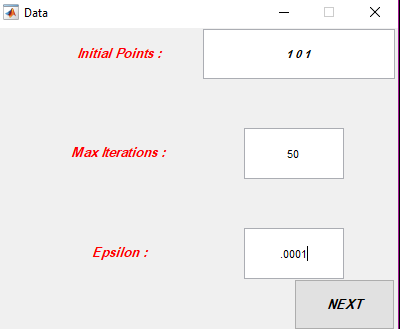 Data
Initial Points : 1 0 1
Max Iterations : 50
Epsilon : .0001
NEXT